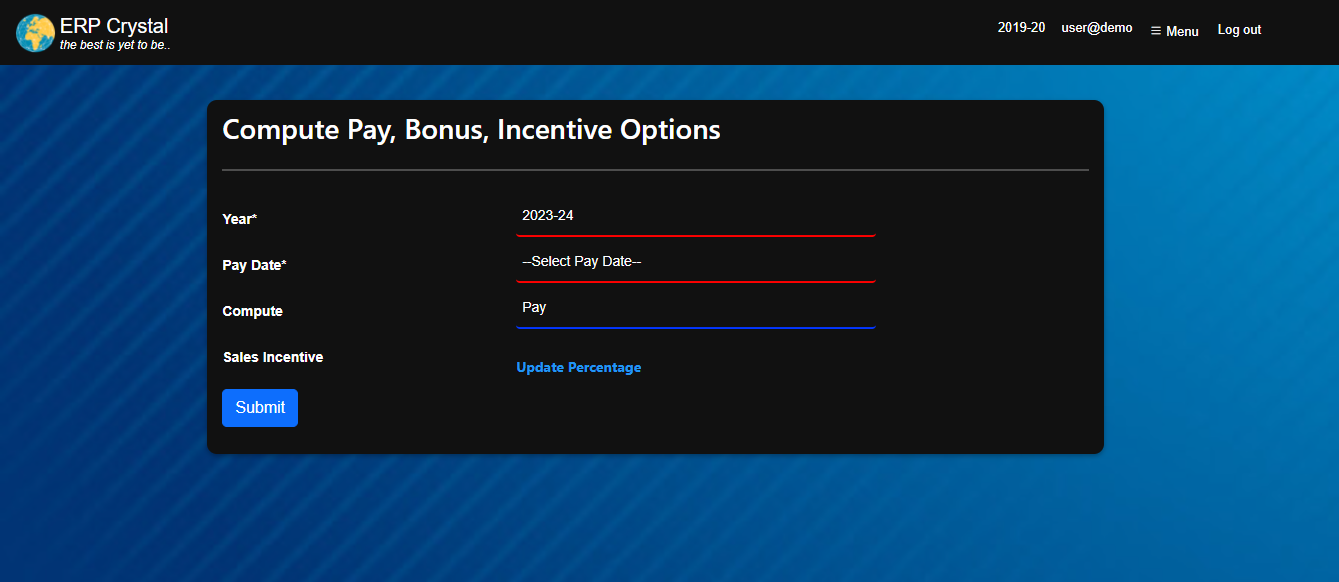 ERP Crystal
the best is yet to be..
2019-20 user@demo ☰ Menu Log out
Compute Pay, Bonus, Incentive Options
Year* 2023-24
Pay Date* --Select Pay Date--
Compute Pay
Sales Incentive Update Percentage
Submit